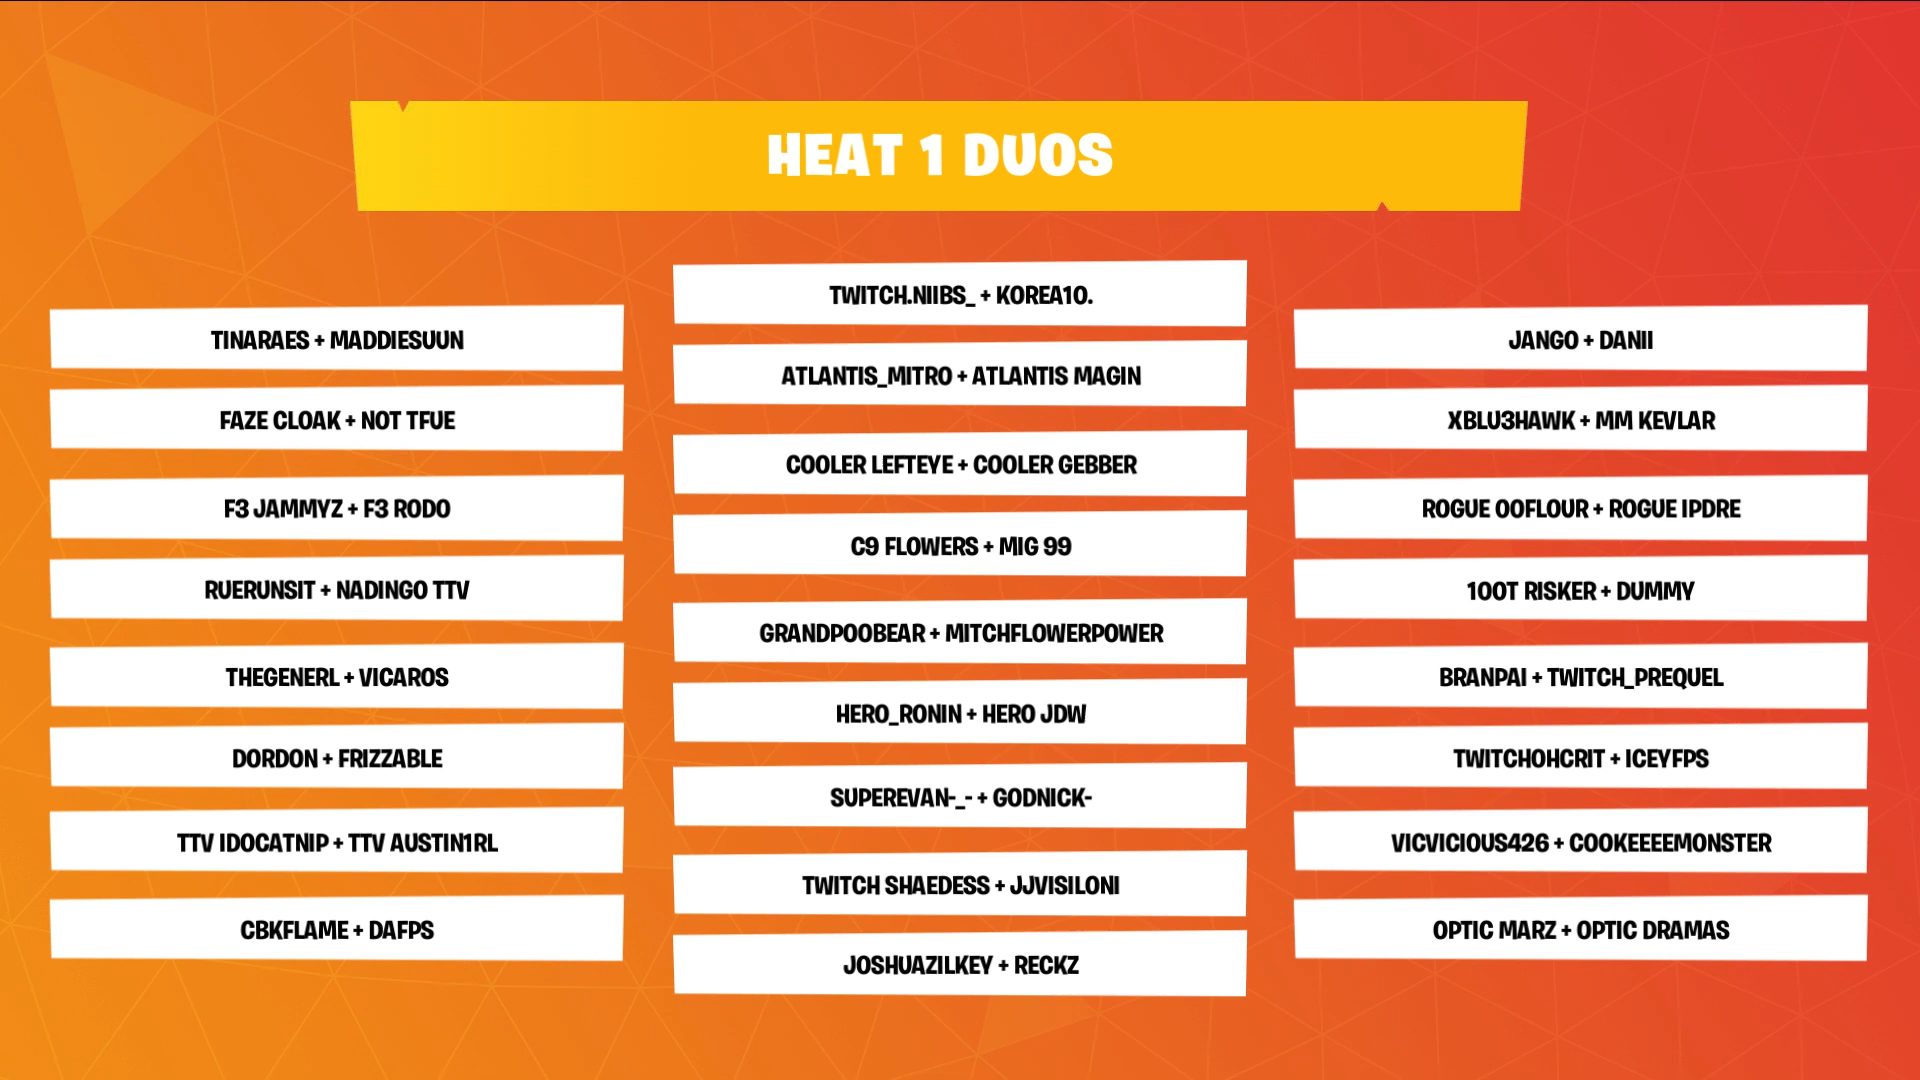 HEAT 1 DUOS
TINARAES + MADDIESUUN
FAZE CLOAK + NOT TFUE
F3 JAMMYZ + F3 RODO
RUERUNSIT + NADINGO TTV
THEGENERL + VICAROS
DORDON + FRIZZABLE
TTV IDOCATNIP + TTV AUSTIN1RL
CBKFLAME + DAFPS
TWITCH.NIIBS_ + KOREA10.
ATLANTIS_MITRO + ATLANTIS MAGIN
COOLER LEFTEYE + COOLER GEBBER
C9 FLOWERS + MIG 99
GRANDPOOBEAR + MITCHFLOWERPOWER
HERO_RONIN + HERO JDW
SUPEREVAN-_- + GODNICK-
TWITCH SHAEDESS + JJVISILONI
JOSHUAZILKEY + RECKZ
JANGO + DANII
XBLU3HAWK + MM KEVLAR
ROGUE OOFLOUR + ROGUE IPDRE
100T RISKER + DUMMY
BRANPAI + TWITCH_PREQUEL
TWITCHOHCRIT + ICEYFPS
VICVICIOUS426 + COOKEEEEMONSTER
OPTIC MARZ + OPTIC DRAMAS